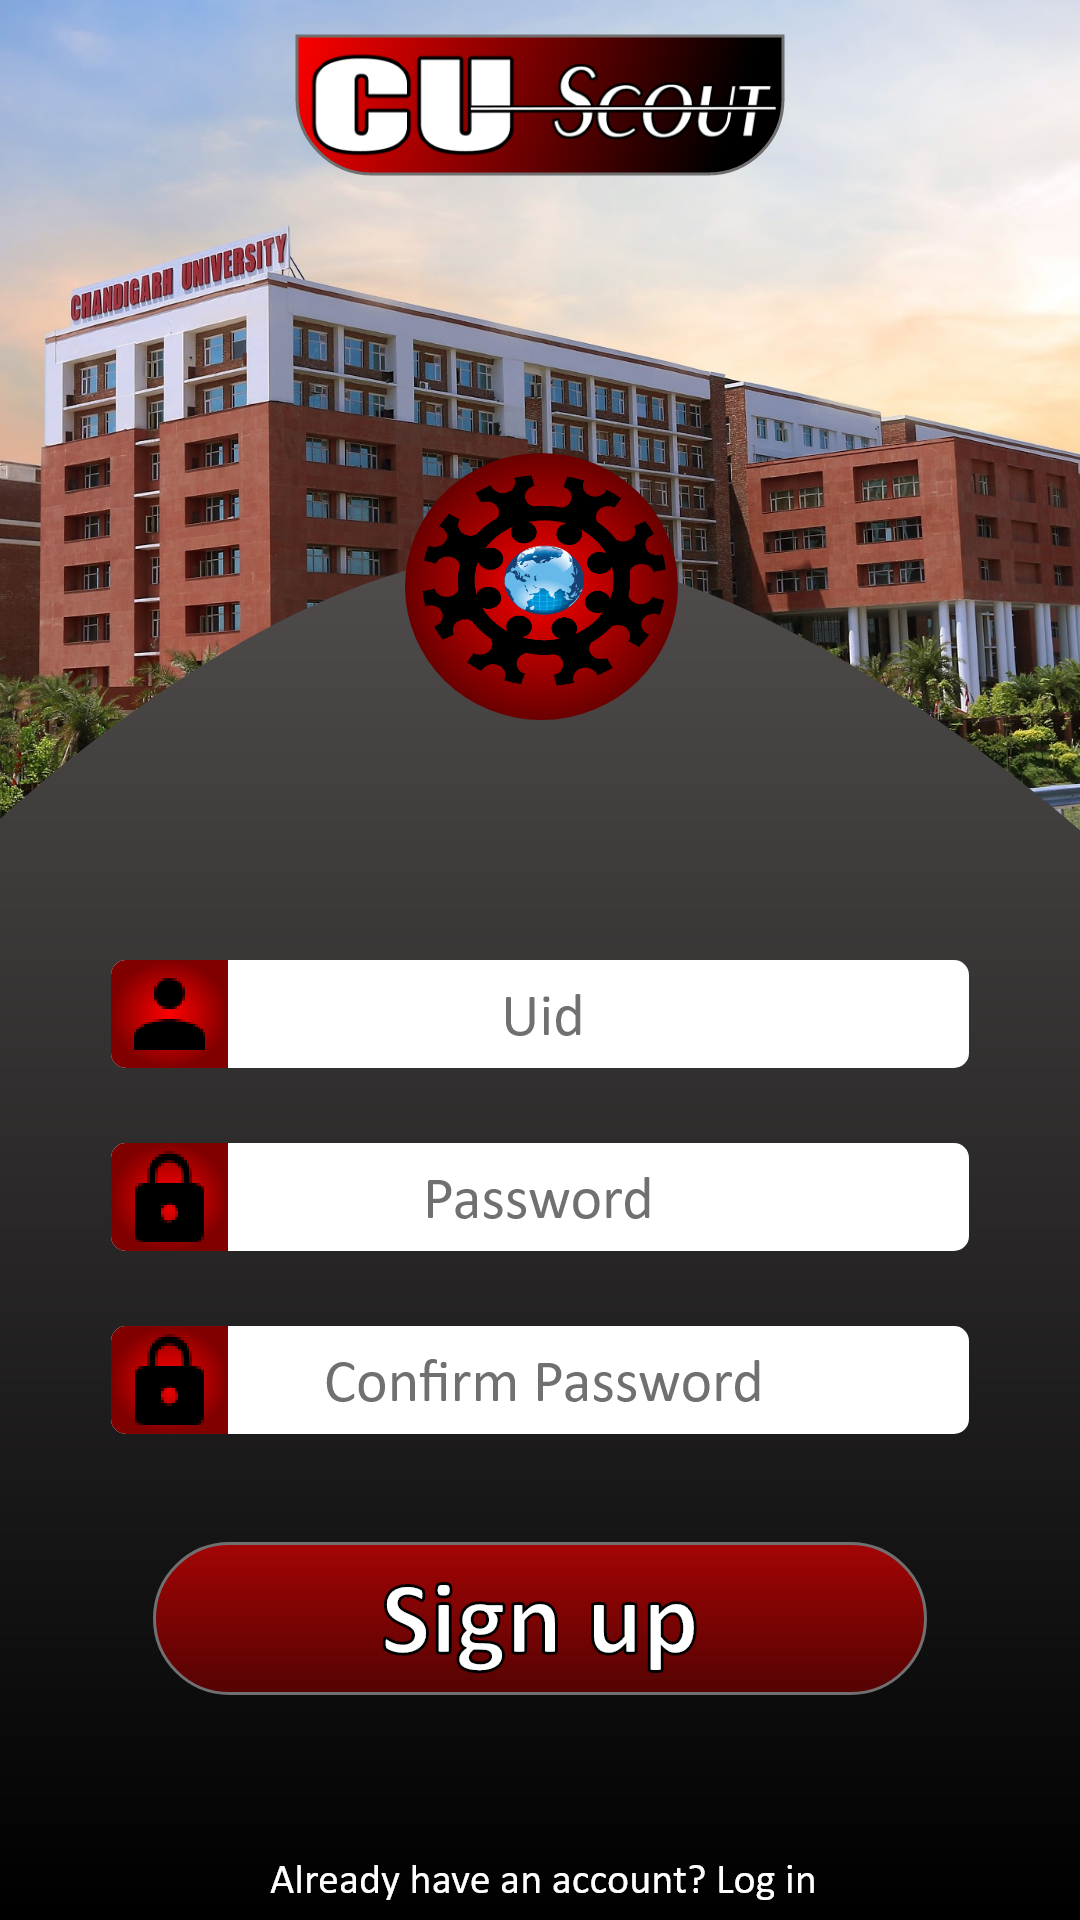 CU SCOUT
CHANDIGARH UNIVERSITY
Uid
Password
Confirm Password
Sign up
Already have an account? Log in